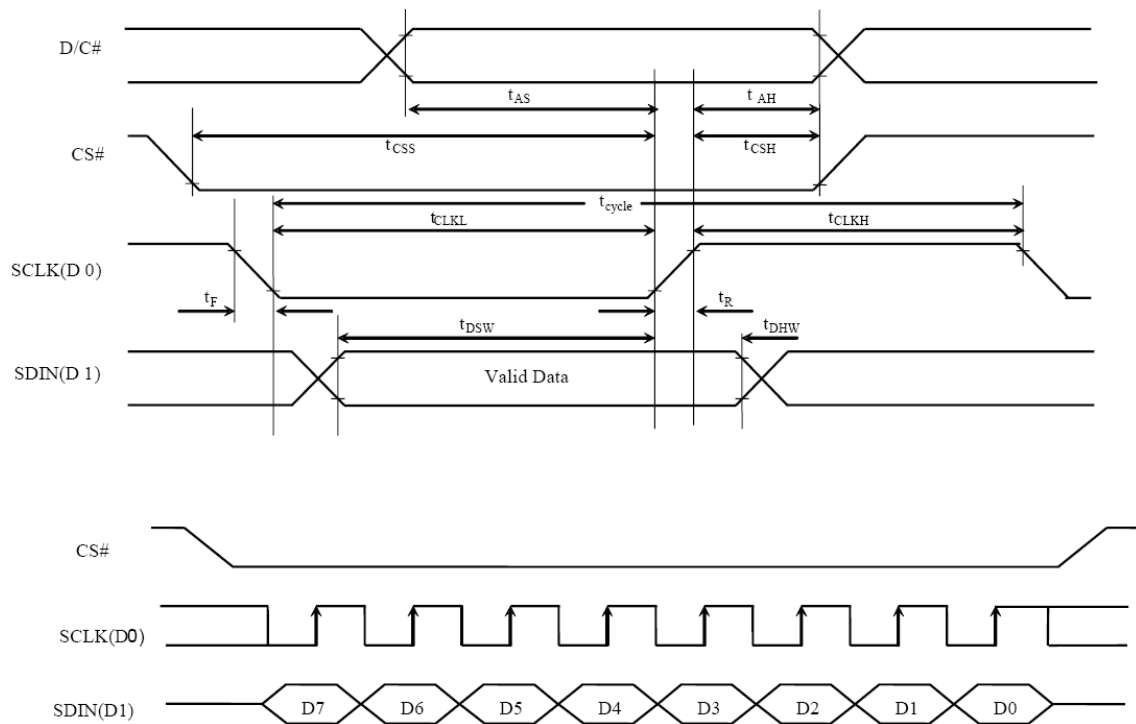 D/C#
tAS
t AH
CS#
tCSS
tCSH
tcycle
tCLKL
tCLKH
SCLK(D 0)
tF
tR
tDSW
tDHW
SDIN(D 1)
Valid Data
CS#
SCLK(D0)
SDIN(D1)
D7 D6 D5 D4 D3 D2 D1 D0